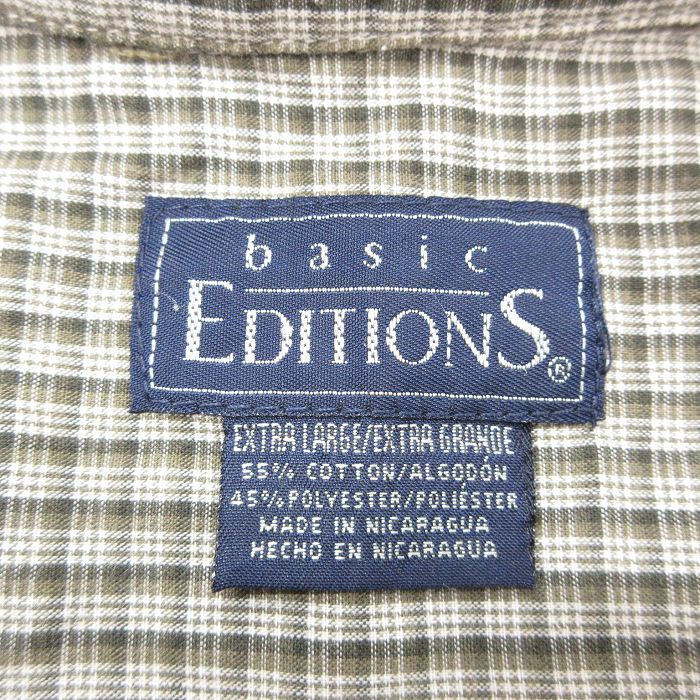 basic
EDITIONS®
EXTRA LARGE/EXTRA GRANDE
55% COTTON/ALGODÓN
45% POLYESTER/POLIÉSTER
MADE IN NICARAGUA
HECHO EN NICARAGUA